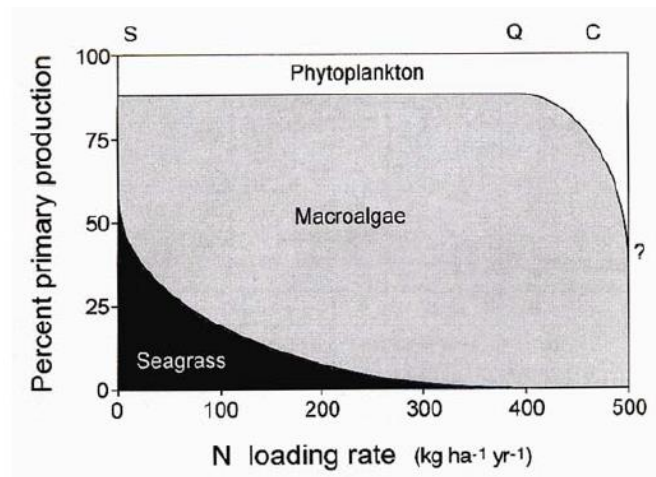 S Q C
100
Phytoplankton
75
Percent primary production
50
Macroalgae
?
25
Seagrass
0
0 100 200 300 400 500
N loading rate (kg ha-1 yr-1)